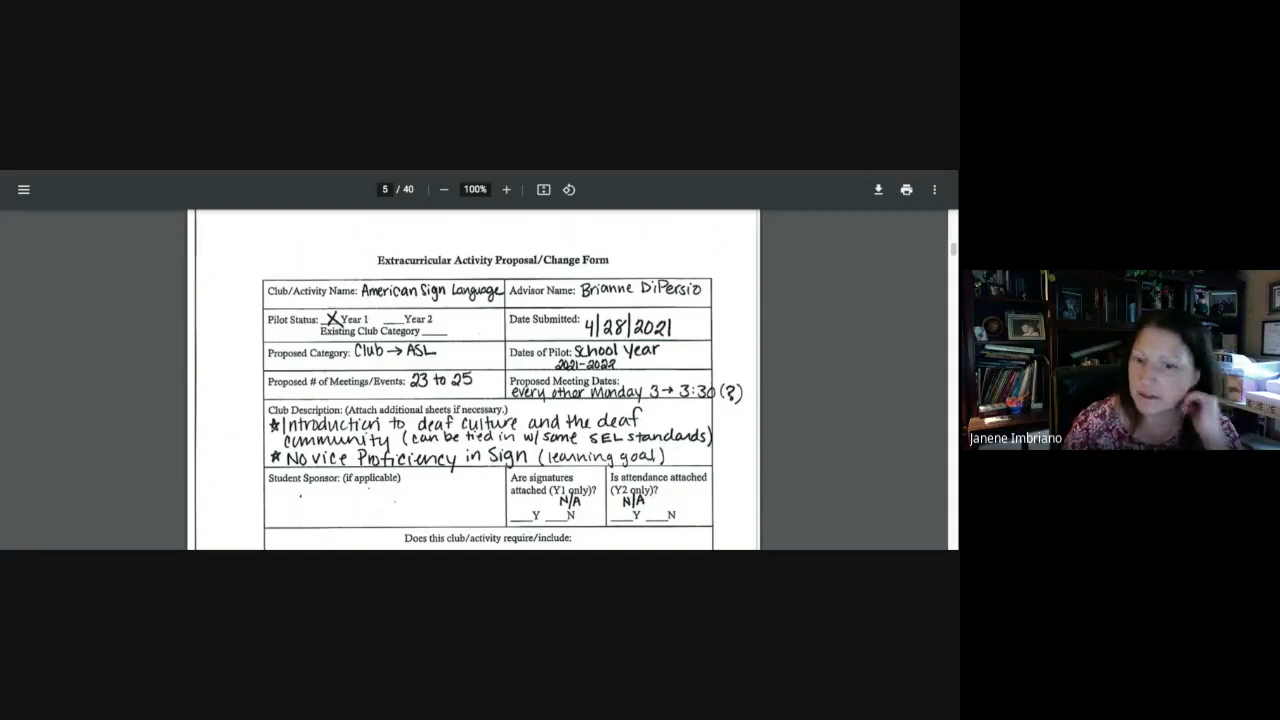 5 / 40
100%
Extracurricular Activity Proposal/Change Form
Club/Activity Name: American Sign Language
Advisor Name: Brianne DiPersio
Pilot Status: X Year 1 ___Year 2
Existing Club Category ____
Date Submitted: 4/28/2021
Proposed Category: Club → ASL
Dates of Pilot: School Year
2021-2022
Proposed # of Meetings/Events: 23 to 25
Proposed Meeting Dates:
every other Monday 3 → 3:30 (?)
Club Description: (Attach additional sheets if necessary.)
* Introduction to deaf culture and the deaf
community (can be tied in w/ some SEL standards)
* Novice Proficiency in Sign (learning goal)
Student Sponsor: (if applicable)
Are signatures
attached (Y1 only)?
N/A
___Y ___N
Is attendance attached
(Y2 only)?
N/A
___Y ___N
Does this club/activity require/include:
Janene Imbriano